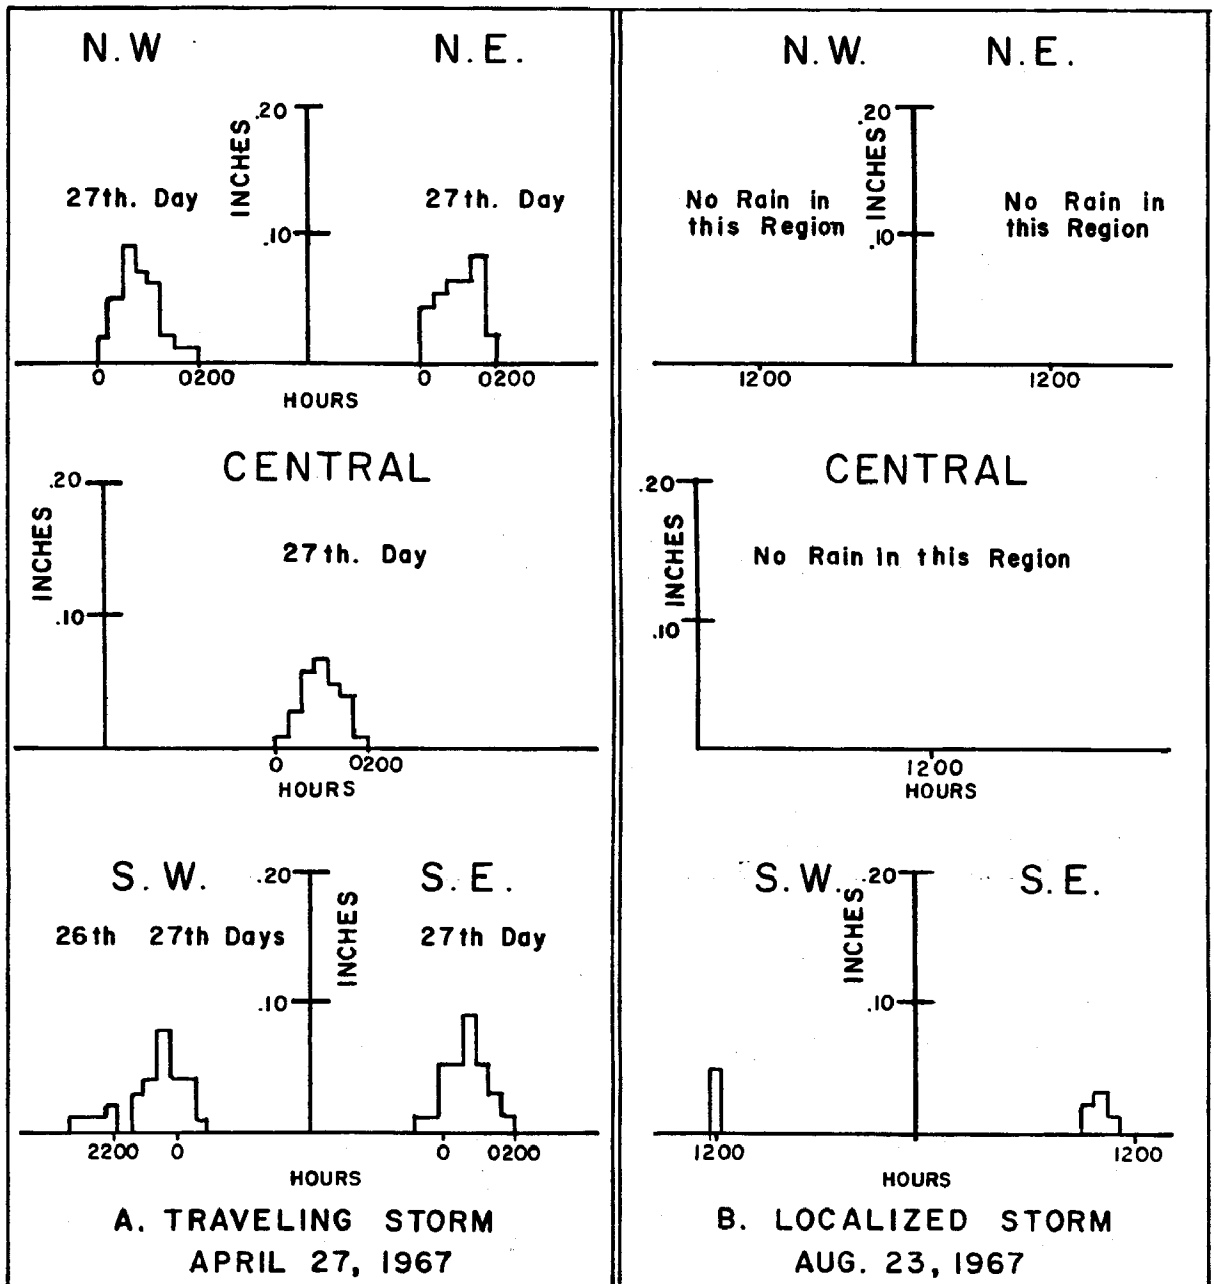 N.W
N.E.
.20
INCHES
27th. Day
27th. Day
.10
0
0200
0
0200
HOURS
CENTRAL
.20
INCHES
27th. Day
.10
0
0200
HOURS
S.W.
.20
S.E.
26th 27th Days
INCHES
27th Day
.10
2200
0
0
0200
HOURS
A. TRAVELING STORM
APRIL 27, 1967
N.W.
N.E.
.20
INCHES
No Rain in
this Region
No Rain in
this Region
.10
1200
1200
CENTRAL
.20
INCHES
No Rain in this Region
.10
1200
HOURS
S.W.
.20
S.E.
INCHES
.10
1200
1200
HOURS
B. LOCALIZED STORM
AUG. 23, 1967